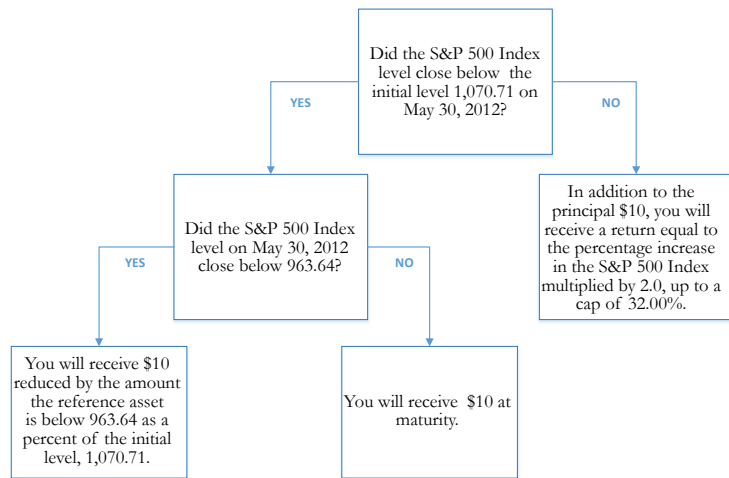 Did the S&P 500 Index
level close below the
initial level 1,070.71 on
May 30, 2012?
YES
NO
Did the S&P 500 Index
level on May 30, 2012
close below 963.64?
In addition to the
principal $10, you will
receive a return equal to
the percentage increase
in the S&P 500 Index
multiplied by 2.0, up to a
cap of 32.00%.
YES
NO
You will receive $10
reduced by the amount
the reference asset
is below 963.64 as a
percent of the initial
level, 1,070.71.
You will receive $10 at
maturity.